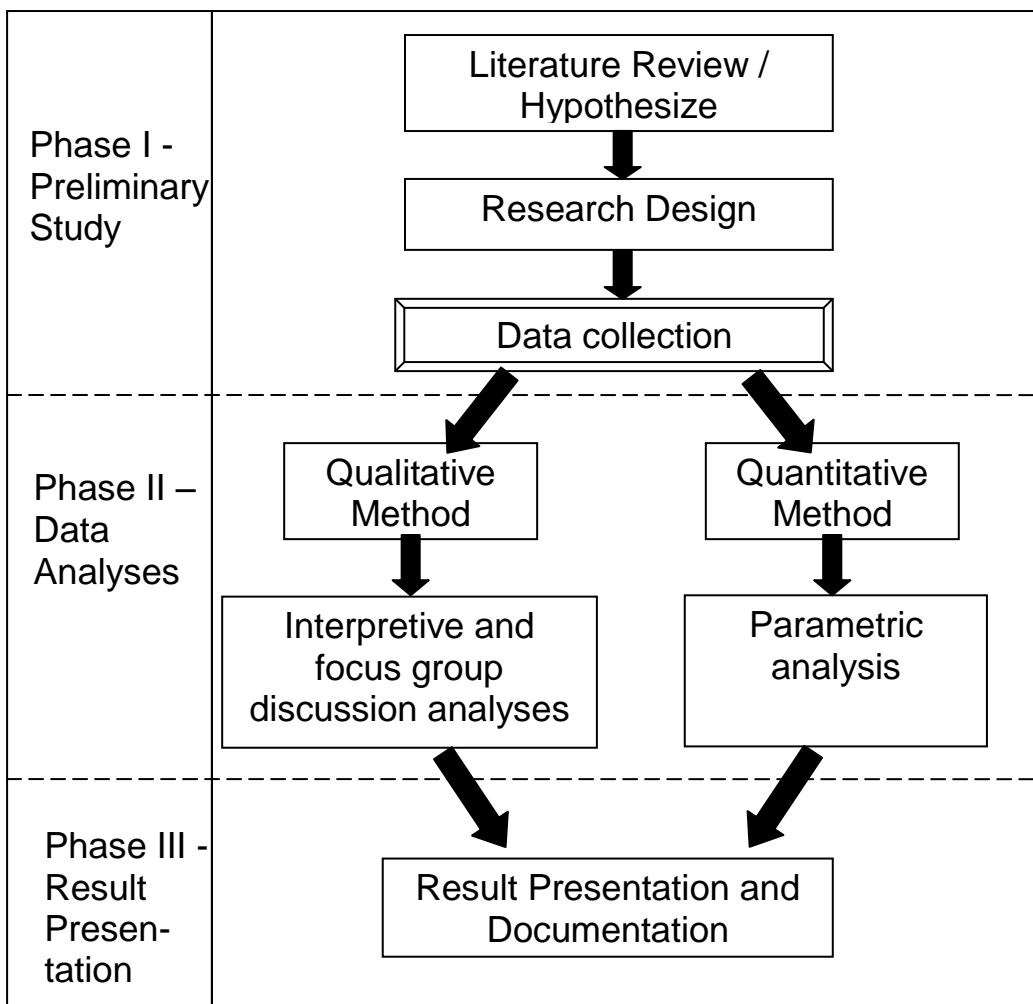 Phase I -
Preliminary
Study
Literature Review /
Hypothesize
Research Design
Data collection
Phase II –
Data
Analyses
Qualitative
Method
Quantitative
Method
Interpretive and
focus group
discussion analyses
Parametric
analysis
Phase III -
Result
Presen-
tation
Result Presentation and
Documentation